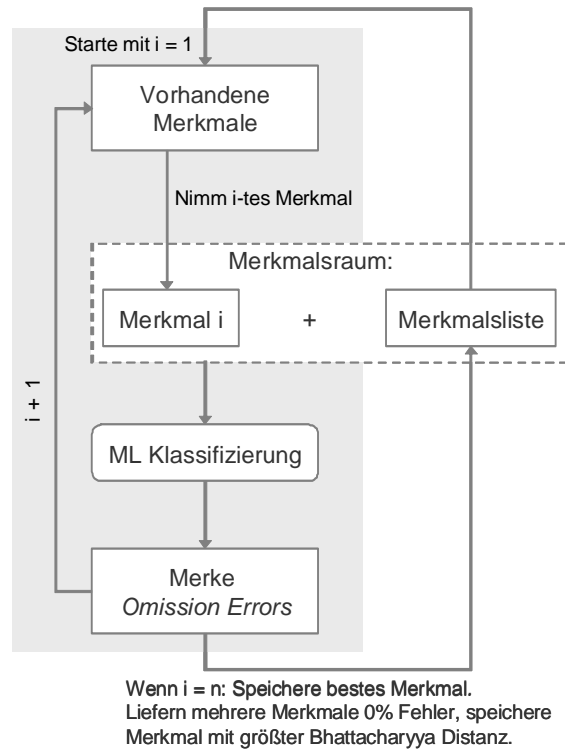 Starte mit i = 1
Vorhandene
Merkmale
Nimm i-tes Merkmal
Merkmalsraum:
Merkmal i
+
Merkmalsliste
i + 1
ML Klassifizierung
Merke
Omission Errors
Wenn i = n: Speichere bestes Merkmal.
Liefern mehrere Merkmale 0% Fehler, speichere
Merkmal mit größter Bhattacharyya Distanz.